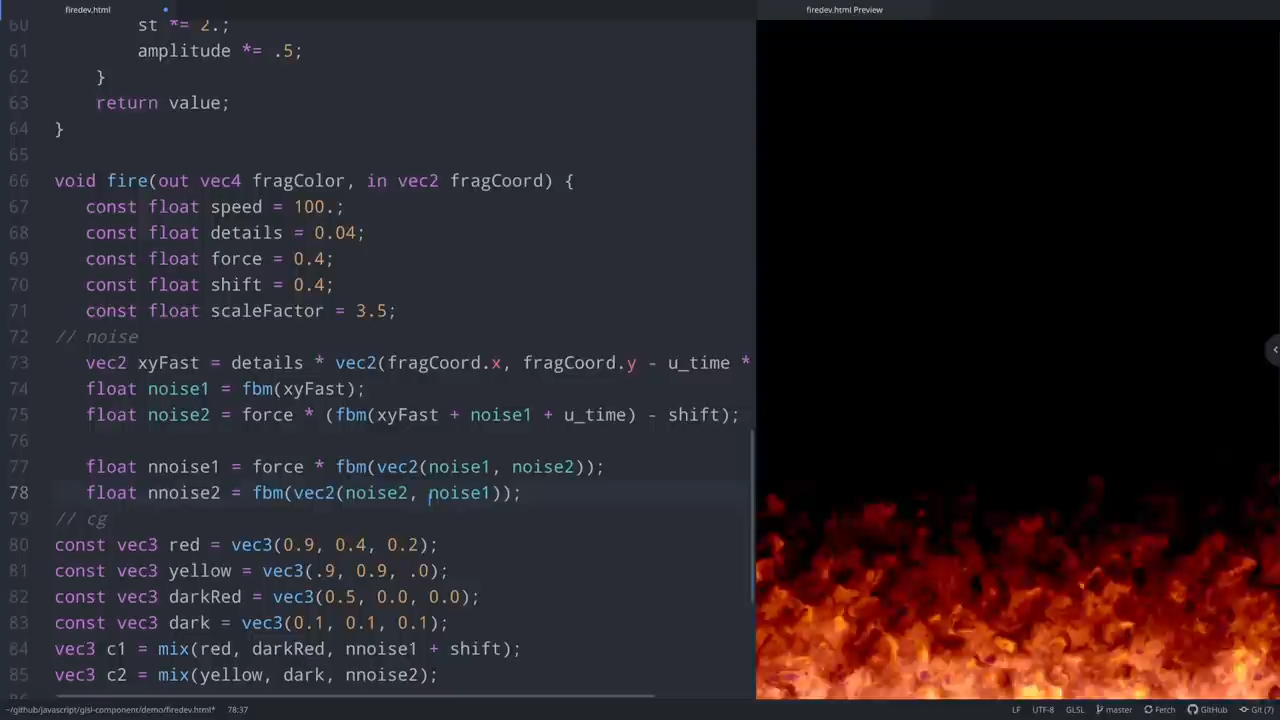 firedev.html
firedev.html Preview
60 st *= 2.;
61 amplitude *= .5;
62 }
63 return value;
64 }
65
66 void fire(out vec4 fragColor, in vec2 fragCoord) {
67 const float speed = 100.;
68 const float details = 0.04;
69 const float force = 0.4;
70 const float shift = 0.4;
71 const float scaleFactor = 3.5;
72 // noise
73 vec2 xyFast = details * vec2(fragCoord.x, fragCoord.y - u_time *
74 float noise1 = fbm(xyFast);
75 float noise2 = force * (fbm(xyFast + noise1 + u_time) - shift);
76
77 float nnoise1 = force * fbm(vec2(noise1, noise2));
78 float nnoise2 = fbm(vec2(noise2, noise1));
79 // cg
80 const vec3 red = vec3(0.9, 0.4, 0.2);
81 const vec3 yellow = vec3(.9, 0.9, .0);
82 const vec3 darkRed = vec3(0.5, 0.0, 0.0);
83 const vec3 dark = vec3(0.1, 0.1, 0.1);
84 vec3 c1 = mix(red, darkRed, nnoise1 + shift);
85 vec3 c2 = mix(yellow, dark, nnoise2);
86
~/github/javascript/glsl-component/demo/firedev.html* 78:37 LF UTF-8 GLSL master Fetch GitHub Git (7)